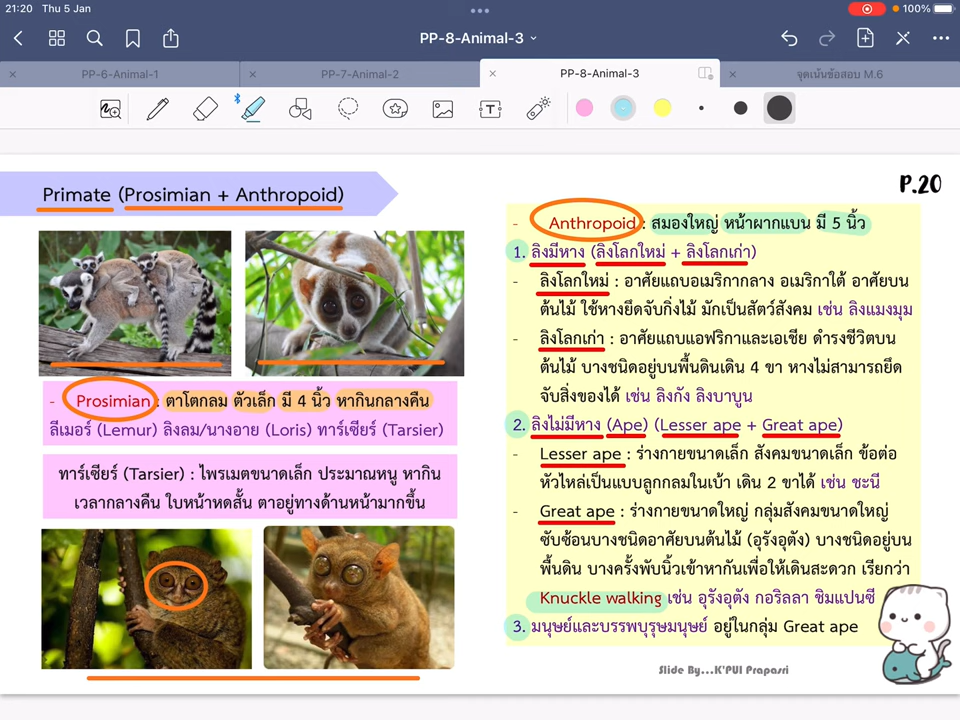 21:20 Thu 5 Jan
100%
PP-8-Animal-3
PP-6-Animal-1
PP-7-Animal-2
PP-8-Animal-3
จุดเน้นข้อสอบ M.6
Primate (Prosimian + Anthropoid)
- Prosimian : ตาโตกลม ตัวเล็ก มี 4 นิ้ว หากินกลางคืน
ลีเมอร์ (Lemur) ลิงลม/นางอาย (Loris) ทาร์เซียร์ (Tarsier)
ทาร์เซียร์ (Tarsier) : ไพรเมตขนาดเล็ก ประมาณหนู หากิน
เวลากลางคืน ใบหน้าหดสั้น ตาอยู่ทางด้านหน้ามากขึ้น
P.20
- Anthropoid : สมองใหญ่ หน้าผากแบน มี 5 นิ้ว
1. ลิงมีหาง (ลิงโลกใหม่ + ลิงโลกเก่า)
- ลิงโลกใหม่ : อาศัยแถบอเมริกากลาง อเมริกาใต้ อาศัยบน
ต้นไม้ ใช้หางยึดจับกิ่งไม้ มักเป็นสัตว์สังคม เช่น ลิงแมงมุม
- ลิงโลกเก่า : อาศัยแถบแอฟริกาและเอเชีย ดำรงชีวิตบน
ต้นไม้ บางชนิดอยู่บนพื้นดินเดิน 4 ขา หางไม่สามารถยึด
จับสิ่งของได้ เช่น ลิงกัง ลิงบาบูน
2. ลิงไม่มีหาง (Ape) (Lesser ape + Great ape)
- Lesser ape : ร่างกายขนาดเล็ก สังคมขนาดเล็ก ข้อต่อ
หัวไหล่เป็นแบบลูกกลมในเบ้า เดิน 2 ขาได้ เช่น ชะนี
- Great ape : ร่างกายขนาดใหญ่ กลุ่มสังคมขนาดใหญ่
ซับซ้อนบางชนิดอาศัยบนต้นไม้ (อุรังอุตัง) บางชนิดอยู่บน
พื้นดิน บางครั้งพับนิ้วเข้าหากันเพื่อให้เดินสะดวก เรียกว่า
Knuckle walking เช่น อุรังอุตัง กอริลลา ชิมแปนซี
3. มนุษย์และบรรพบุรุษมนุษย์ อยู่ในกลุ่ม Great ape
Slide By...K'PUI Prapasri